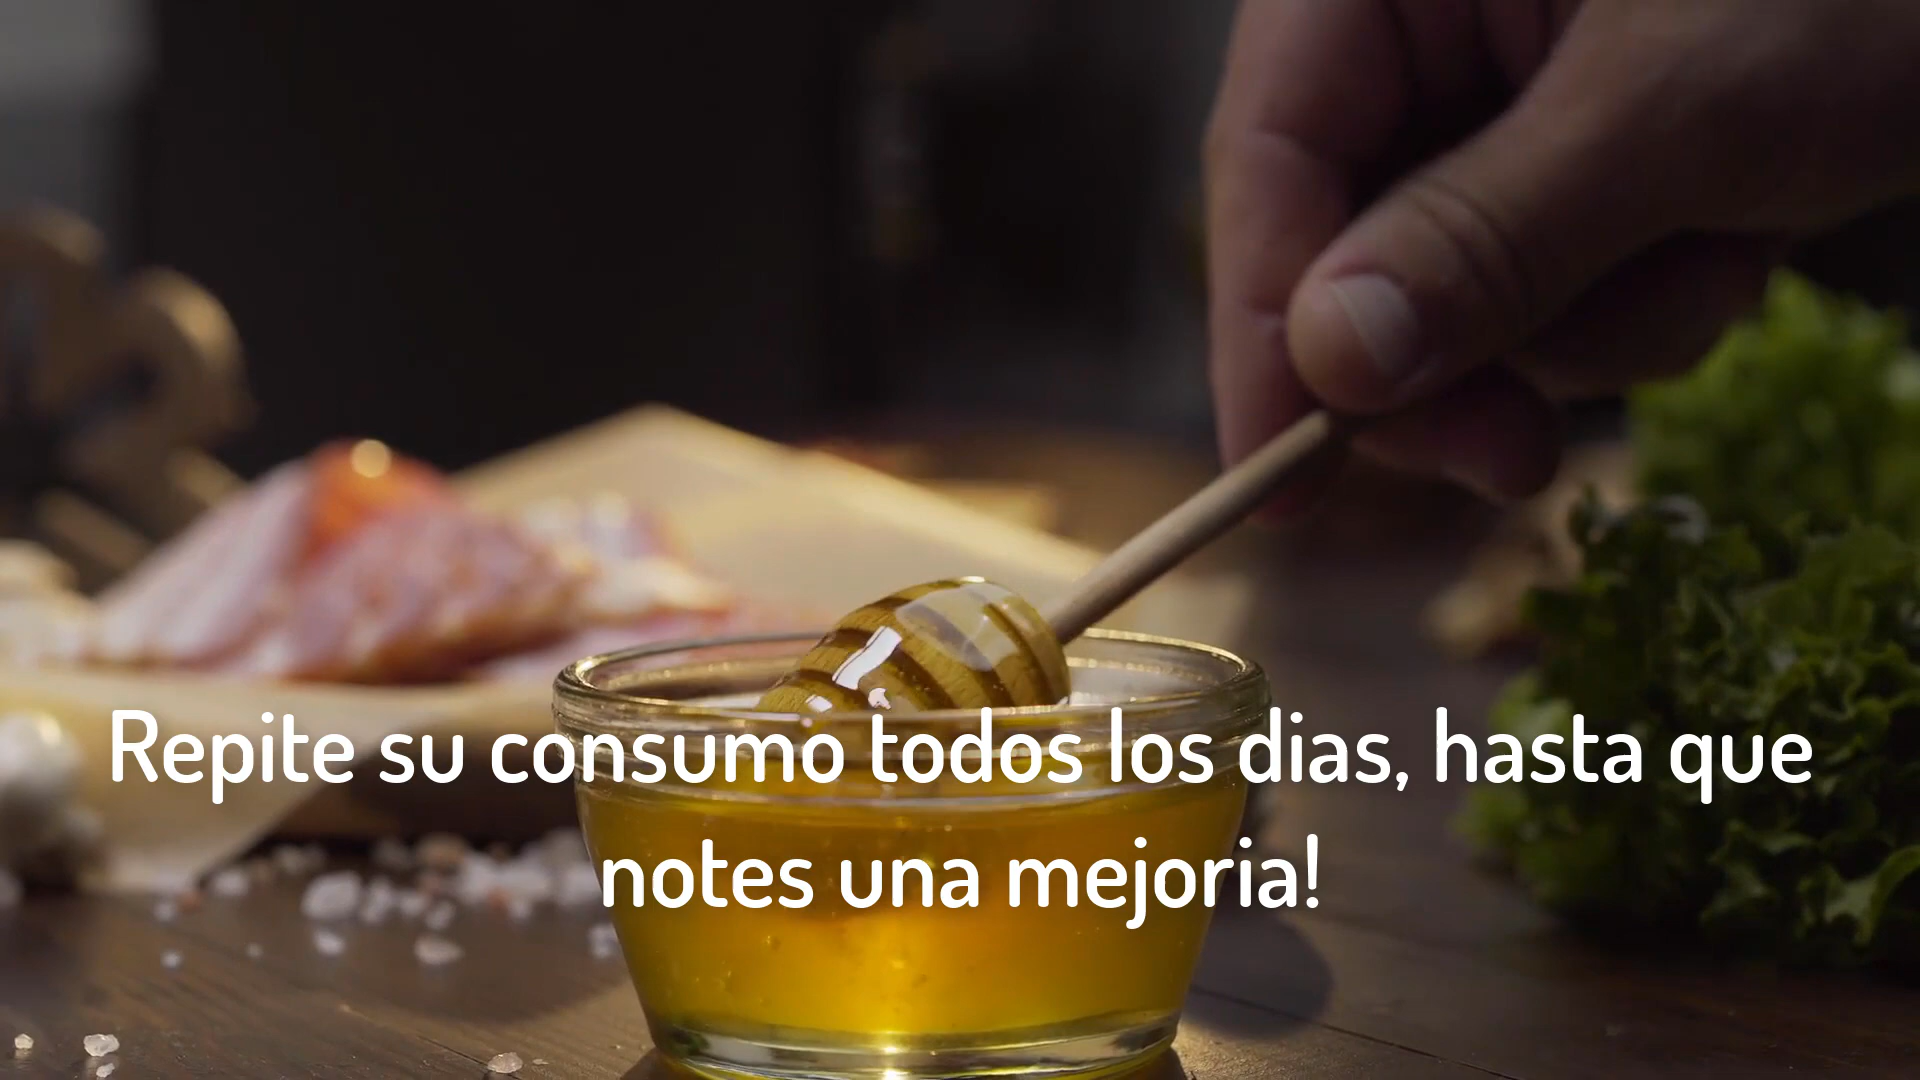 Repite su consumo todos los dias, hasta que
notes una mejoria!